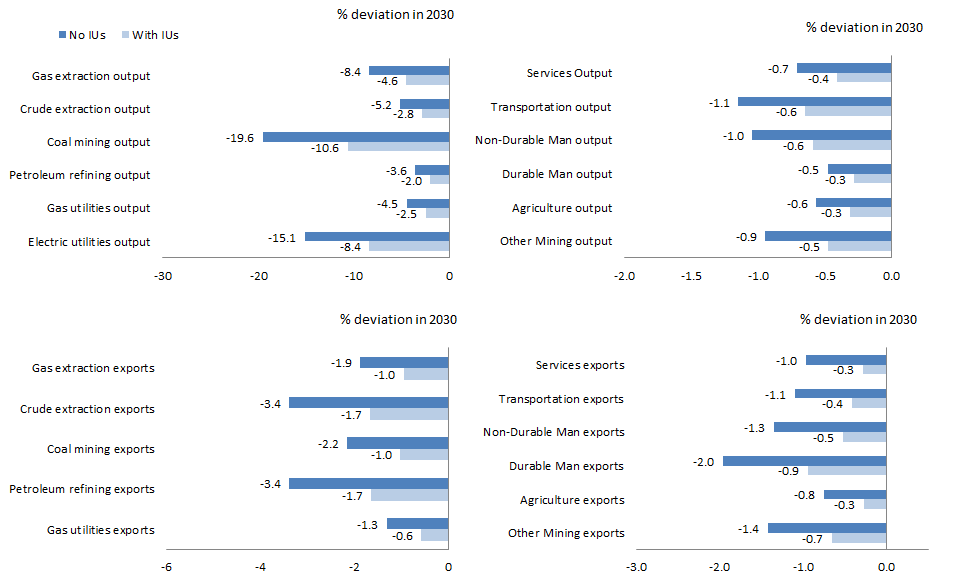 % deviation in 2030
No IUs With IUs
Gas extraction output -8.4 -4.6
Crude extraction output -5.2 -2.8
Coal mining output -19.6 -10.6
Petroleum refining output -3.6 -2.0
Gas utilities output -4.5 -2.5
Electric utilities output -15.1 -8.4
-30 -20 -10 0
% deviation in 2030
Services Output -0.7 -0.4
Transportation output -1.1 -0.6
Non-Durable Man output -1.0 -0.6
Durable Man output -0.5 -0.3
Agriculture output -0.6 -0.3
Other Mining output -0.9 -0.5
-2.0 -1.5 -1.0 -0.5 0.0
% deviation in 2030
Gas extraction exports -1.9 -1.0
Crude extraction exports -3.4 -1.7
Coal mining exports -2.2 -1.0
Petroleum refining exports -3.4 -1.7
Gas utilities exports -1.3 -0.6
-6 -4 -2 0
% deviation in 2030
Services exports -1.0 -0.3
Transportation exports -1.1 -0.4
Non-Durable Man exports -1.3 -0.5
Durable Man exports -2.0 -0.9
Agriculture exports -0.8 -0.3
Other Mining exports -1.4 -0.7
-3.0 -2.0 -1.0 0.0